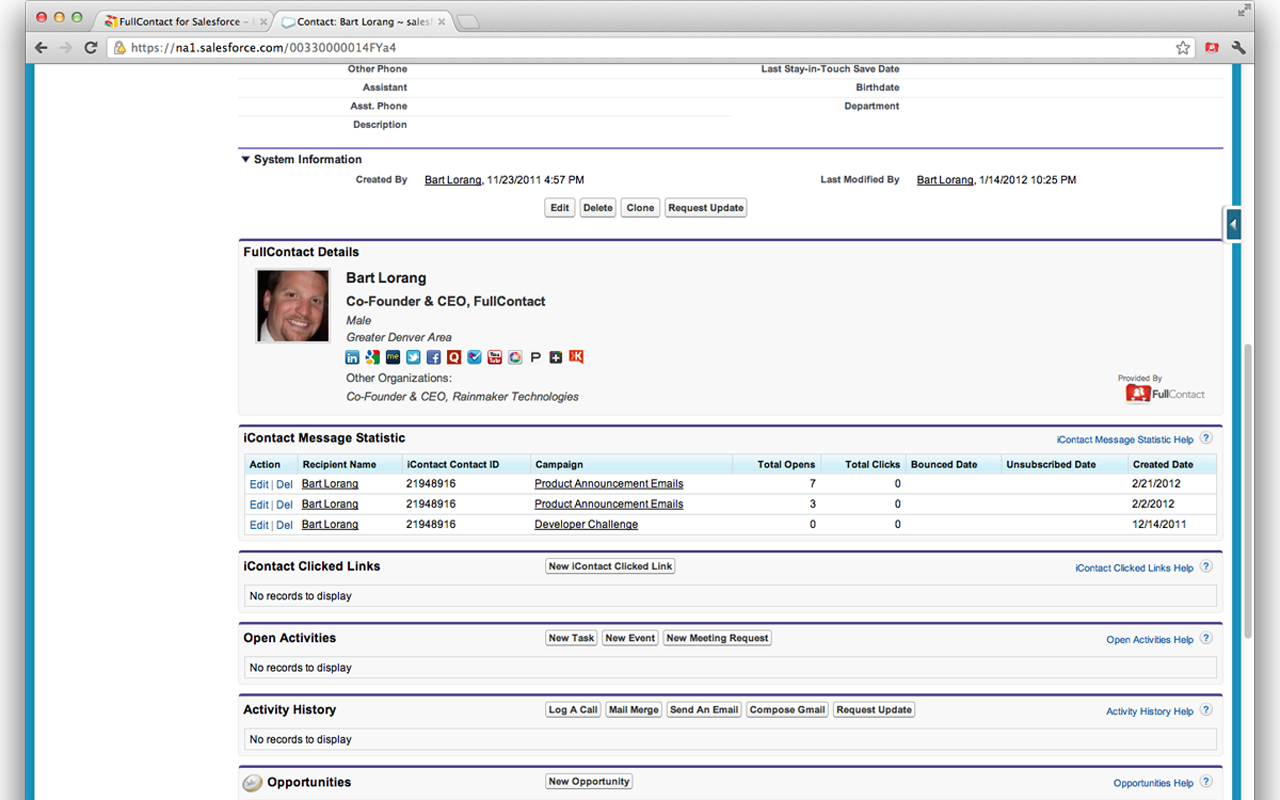 FullContact for Salesforce ~
Contact: Bart Lorang ~ sales
https://na1.salesforce.com/00330000014FYa4
Other Phone
Last Stay-in-Touch Save Date
Assistant
Birthdate
Asst. Phone
Department
Description
System Information
Created By Bart Lorang, 11/23/2011 4:57 PM
Last Modified By Bart Lorang, 1/14/2012 10:25 PM
Edit Delete Clone Request Update
FullContact Details
Bart Lorang
Co-Founder & CEO, FullContact
Male
Greater Denver Area
in me f Q You Tube P K
Other Organizations:
Co-Founder & CEO, Rainmaker Technologies
Provided By
FullContact
iContact Message Statistic
iContact Message Statistic Help ?
Action Recipient Name iContact Contact ID Campaign Total Opens Total Clicks Bounced Date Unsubscribed Date Created Date
Edit | Del Bart Lorang 21948916 Product Announcement Emails 7 0 2/21/2012
Edit | Del Bart Lorang 21948916 Product Announcement Emails 3 0 2/2/2012
Edit | Del Bart Lorang 21948916 Developer Challenge 0 0 12/14/2011
iContact Clicked Links New iContact Clicked Link iContact Clicked Links Help ?
No records to display
Open Activities New Task New Event New Meeting Request Open Activities Help ?
No records to display
Activity History Log A Call Mail Merge Send An Email Compose Gmail Request Update Activity History Help ?
No records to display
Opportunities New Opportunity Opportunities Help ?